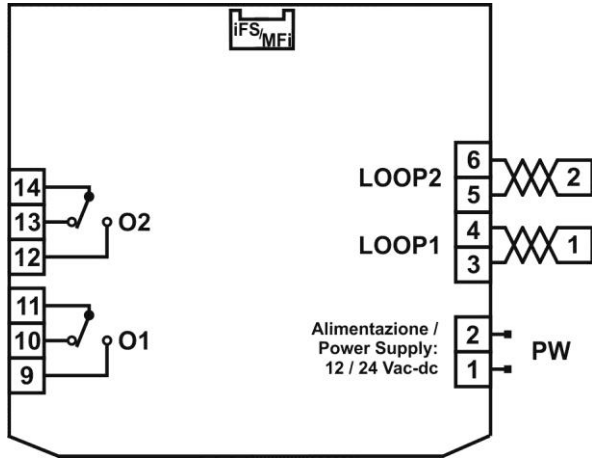 iFS/MFi
14
13
12
O2
11
10
9
O1
LOOP2
6
5
2
LOOP1
4
3
1
Alimentazione /
Power Supply:
12 / 24 Vac-dc
2
1
PW